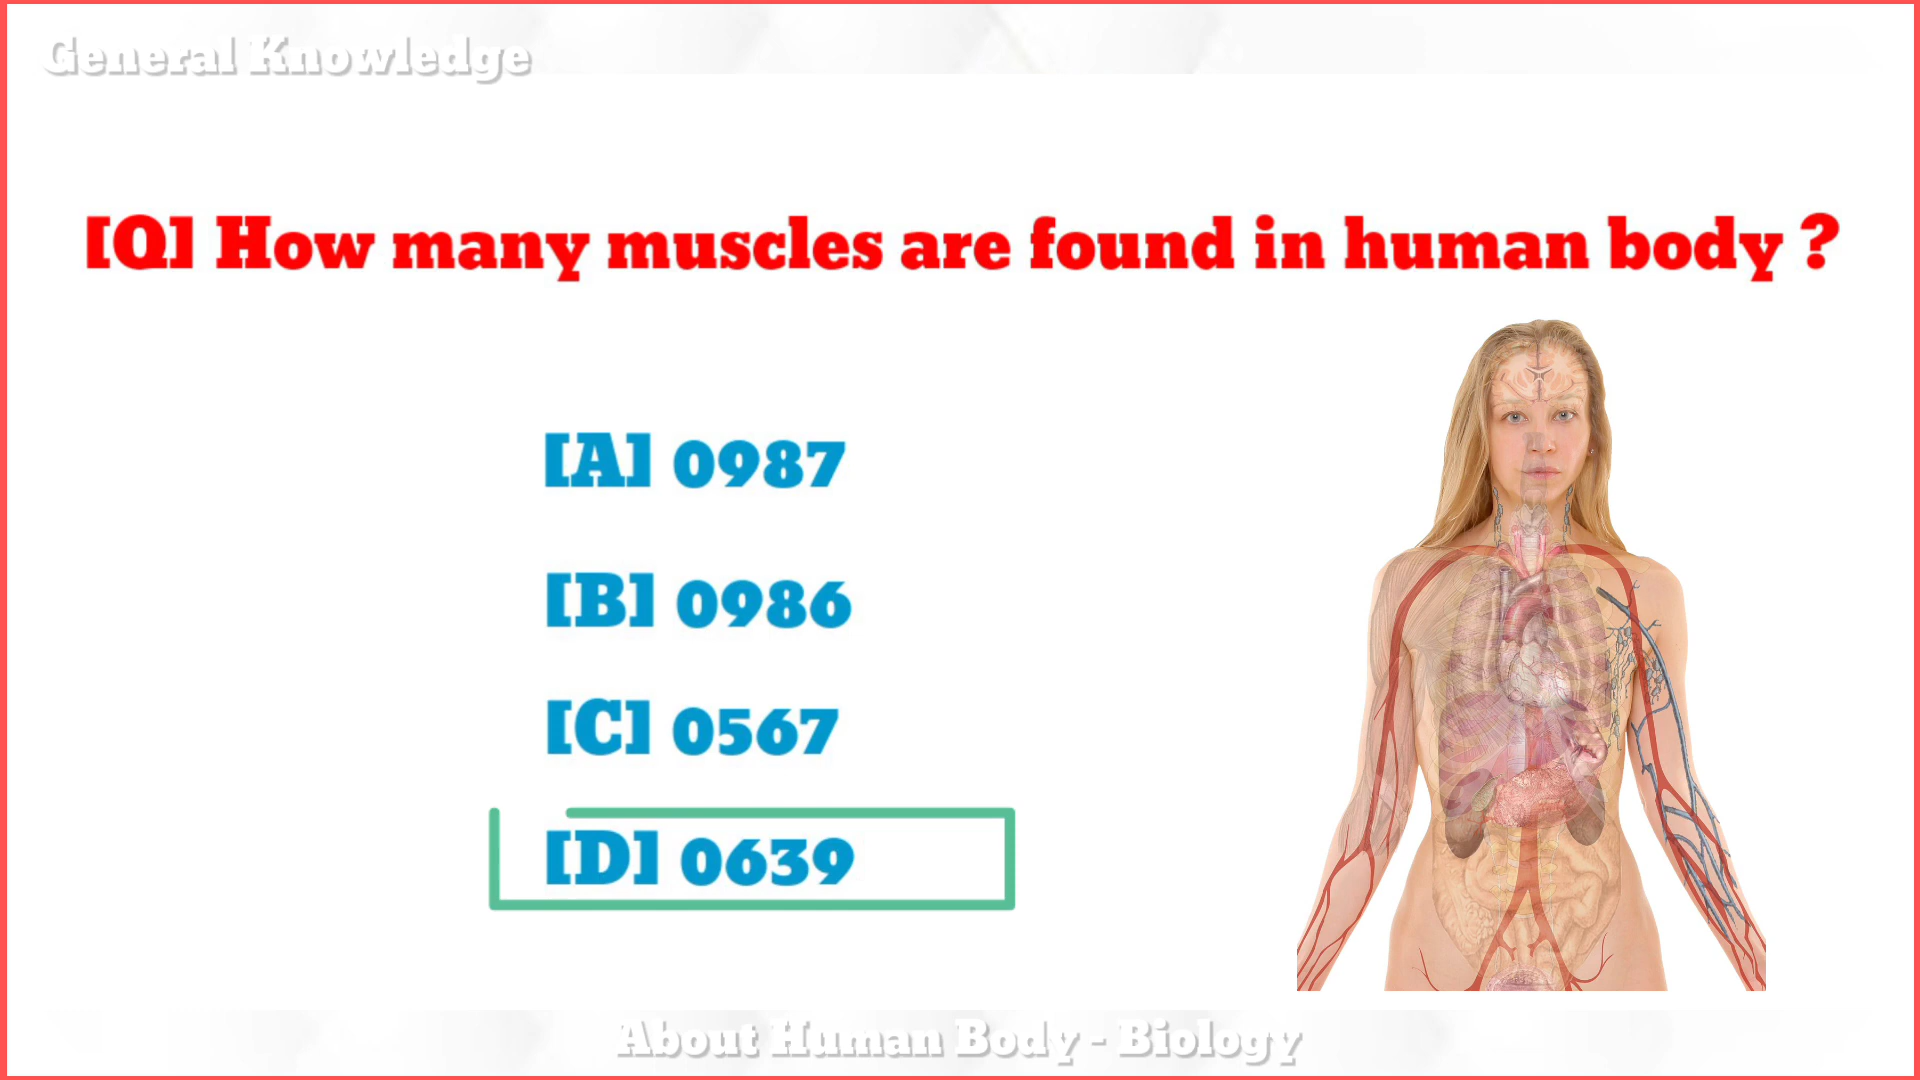 General Knowledge
[Q] How many muscles are found in human body ?
[A] 0987
[B] 0986
[C] 0567
[D] 0639
About Human Body - Biology